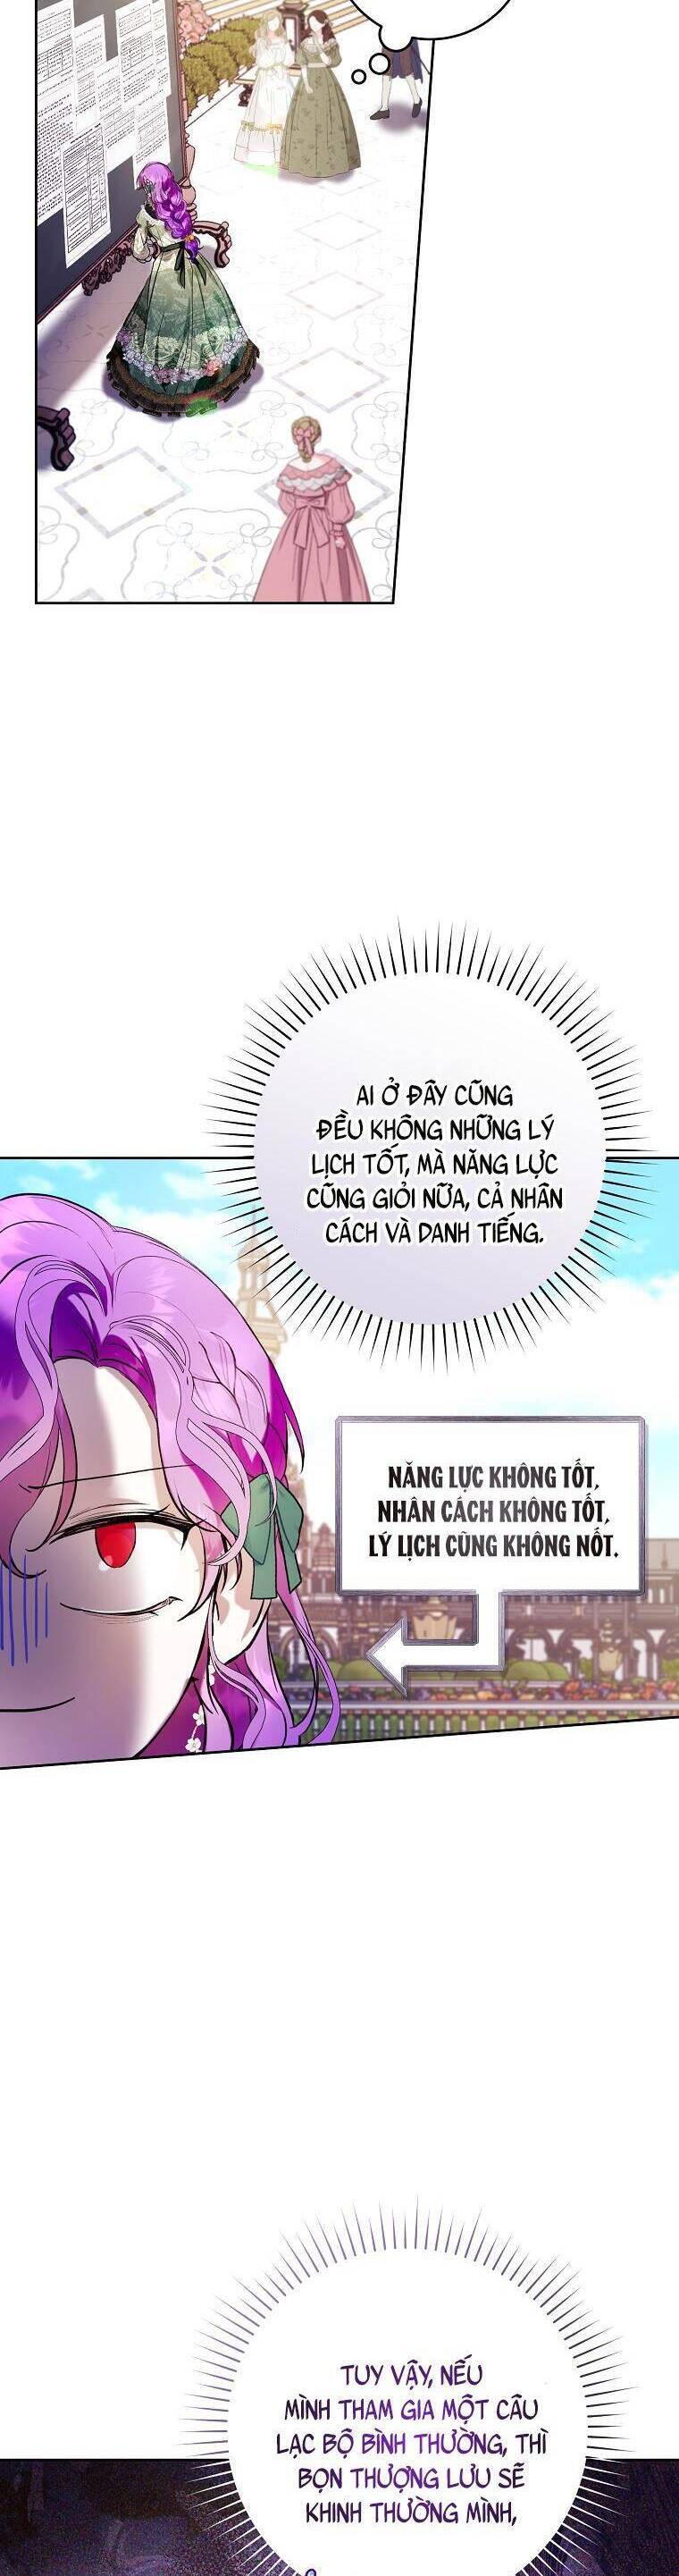 AI Ở ĐÂY CŨNG
ĐỀU KHÔNG NHỮNG LÝ
LỊCH TỐT, MÀ NĂNG LỰC
CŨNG GIỎI NỮA, CẢ NHÂN
CÁCH VÀ DANH TIẾNG.
NĂNG LỰC KHÔNG TỐT,
NHÂN CÁCH KHÔNG TỐT,
LÝ LỊCH CŨNG KHÔNG NỐT.
TUY VẬY, NẾU
MÌNH THAM GIA MỘT CÂU
LẠC BỘ BÌNH THƯỜNG, THÌ
BỌN THƯỢNG LƯU SẼ
KHINH THƯỜNG MÌNH,